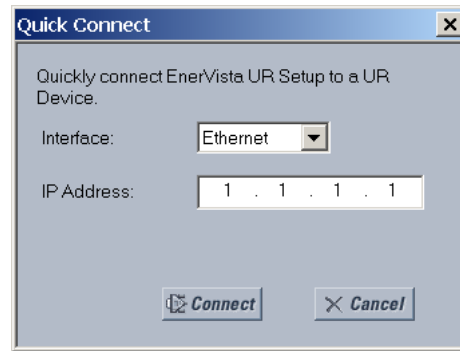 Quick Connect
Quickly connect EnerVista UR Setup to a UR
Device.
Interface: Ethernet
IP Address: 1 . 1 . 1 . 1
Connect Cancel